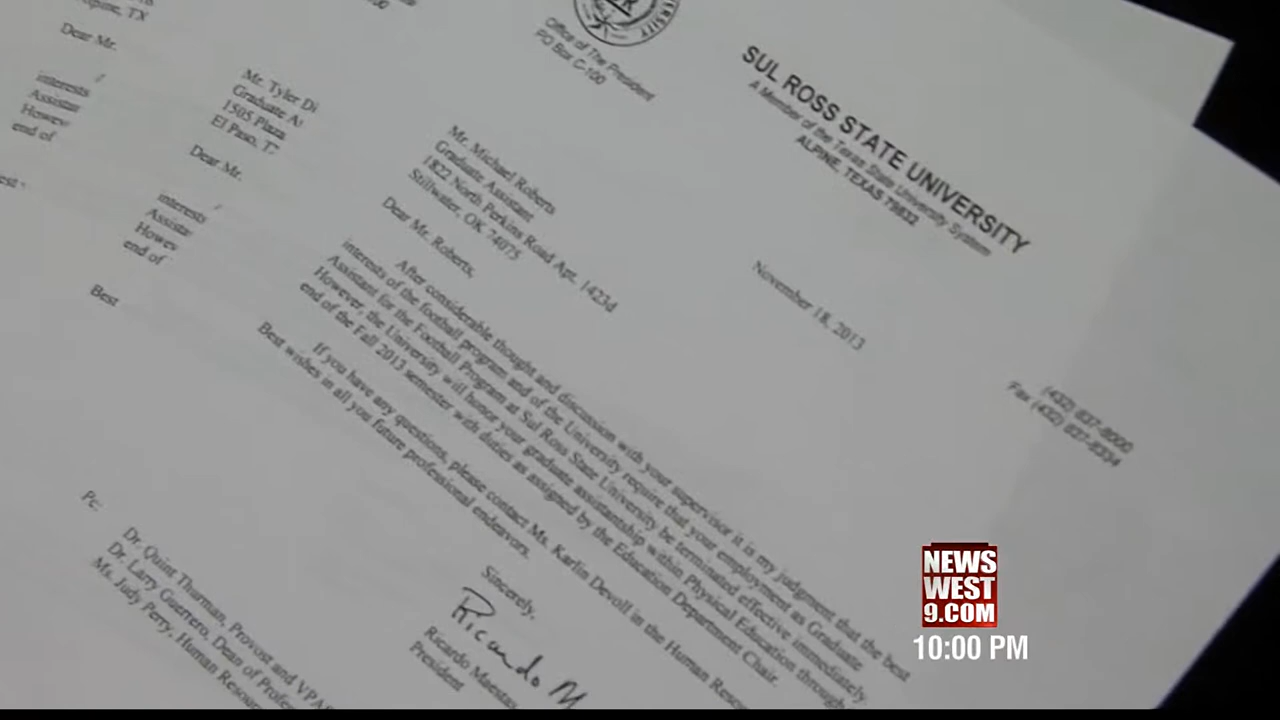 Office of The President
PO Box C-100
SUL ROSS STATE UNIVERSITY
A Member of the Texas State University System
ALPINE, TEXAS 79832
November 18, 2013
(432) 837-8000
Fax (432) 837-8334
Mr. Michael Roberts
Graduate Assistant
1822 North Perkins Road Apt. 1423d
Stillwater, OK 74075
Dear Mr. Roberts,
After considerable thought and discussion with your supervisor it is my judgment that the best
interests of the football program and of the University require that your employment as Graduate
Assistant for the Football Program at Sul Ross State University be terminated effective immediately
However, the University will honor your graduate assistantship within Physical Education through
end of the Fall 2013 semester with duties as assigned by the Education Department Chair.
If you have any questions, please contact Ms. Karlin Devoll in the Human Reso
Best wishes in all you future professional endeavors.
Sincerely,
Ricardo M
Ricardo Maestas
President
Pc:
Dr. Quint Thurman, Provost and VPA
Dr. Larry Guerrero, Dean of Profes
Ms. Judy Perry, Human Resour
Mr. Tyler Di
Graduate A
1505 Plaza
El Paso, T
Dear Mr.
interests
Assista
Howev
end of
Best
TX
Dear Mr.
interests
Assistan
Howev
end of
NEWS
WEST
9.COM
10:00 PM